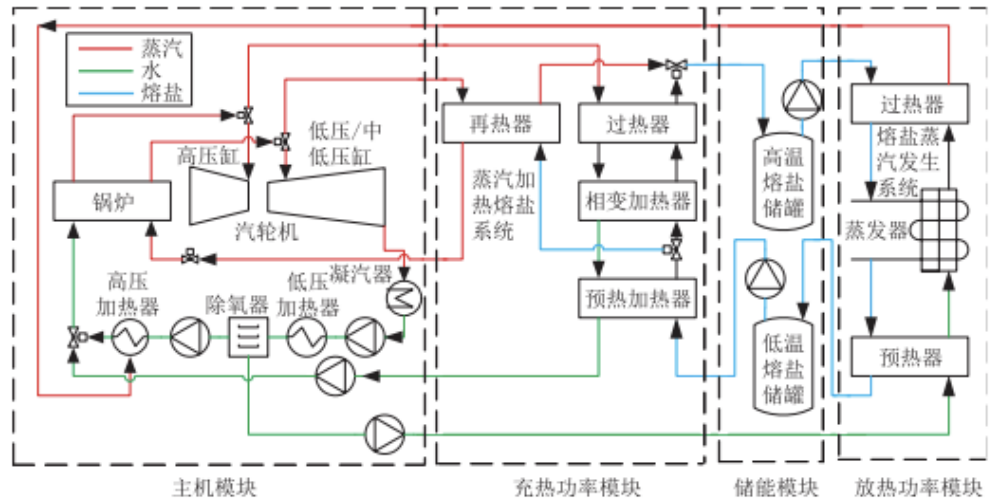 蒸汽
水
熔盐
高压缸
低压/中
低压缸
锅炉
汽轮机
凝汽器
高压
加热器
除氧器
低压
加热器
主机模块
再热器
过热器
蒸汽加
热熔盐
系统
相变加热器
预热加热器
充热功率模块
高温
熔盐
储罐
低温
熔盐
储罐
储能模块
过热器
熔盐蒸
汽发生
系统
蒸发器
预热器
放热功率模块